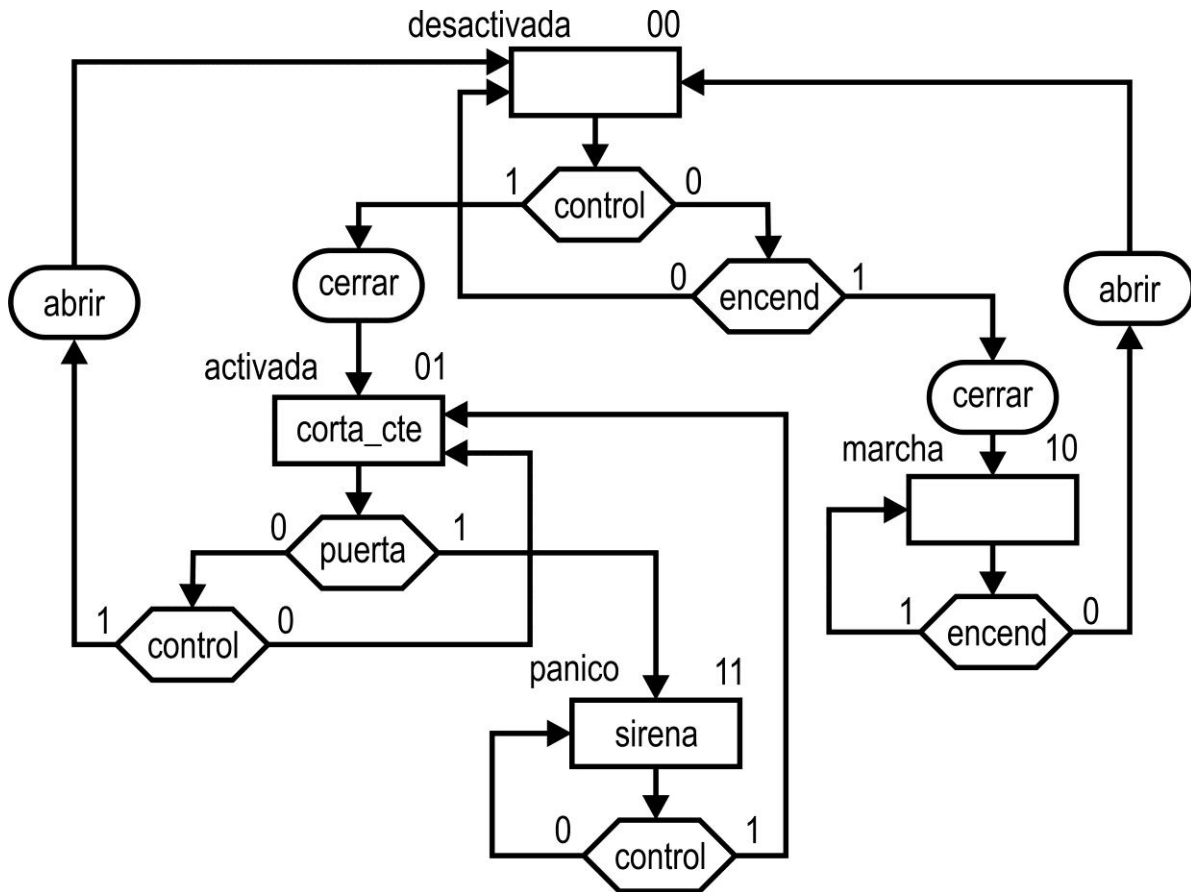 desactivada 00
1 control 0
cerrar
0 encend 1
abrir
abrir
activada 01
corta_cte
cerrar
marcha 10
0 puerta 1
1 control 0
1 encend 0
panico 11
sirena
0 control 1